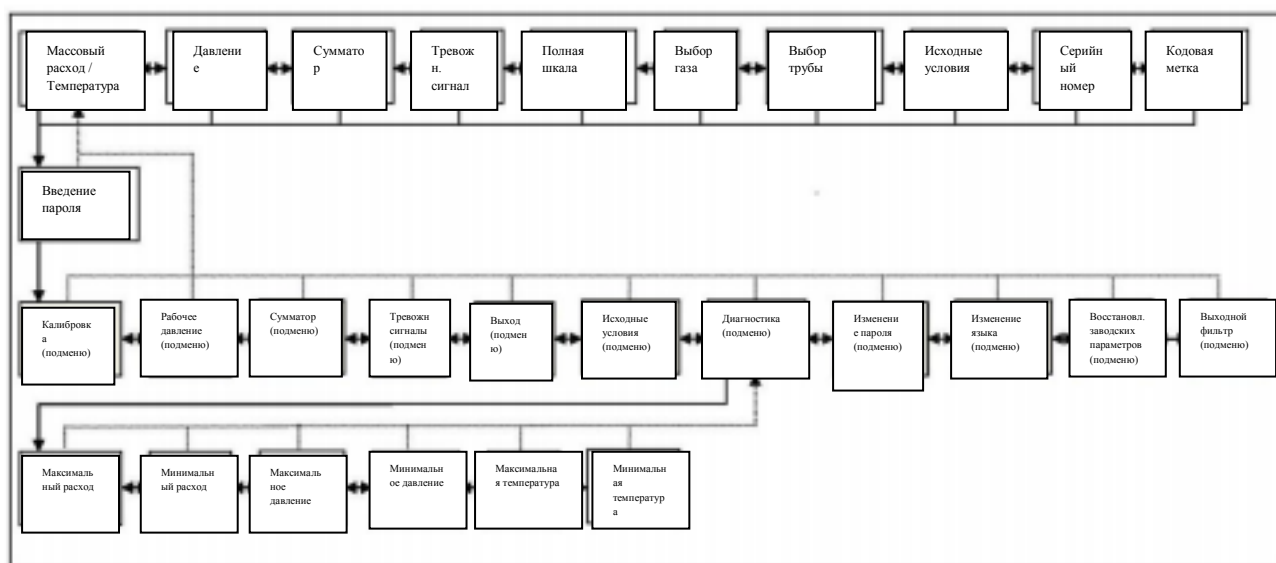 Массовый
расход /
Температура
Давлени
е
Суммато
р
Тревож
н.
сигнал
Полная
шкала
Выбор
газа
Выбор
трубы
Исходные
условия
Серийн
ый
номер
Кодовая
метка
Введение
пароля
Калибровк
а
(подменю)
Рабочее
давление
(подменю)
Сумматор
(подменю)
Тревожн
сигналы
(подмен
ю)
Выход
(подмен
ю)
Исходные
условия
(подменю)
Диагностика
(подменю)
Изменени
е пароля
(подменю)
Изменение
языка
(подменю)
Восстановл.
заводских
параметров
(подменю)
Выходной
фильтр
(подменю)
Максималь
ный расход
Минимальн
ый расход
Максималь
ное
давление
Минимальн
ое давление
Максимальна
я температура
Минимальн
ая
температур
а